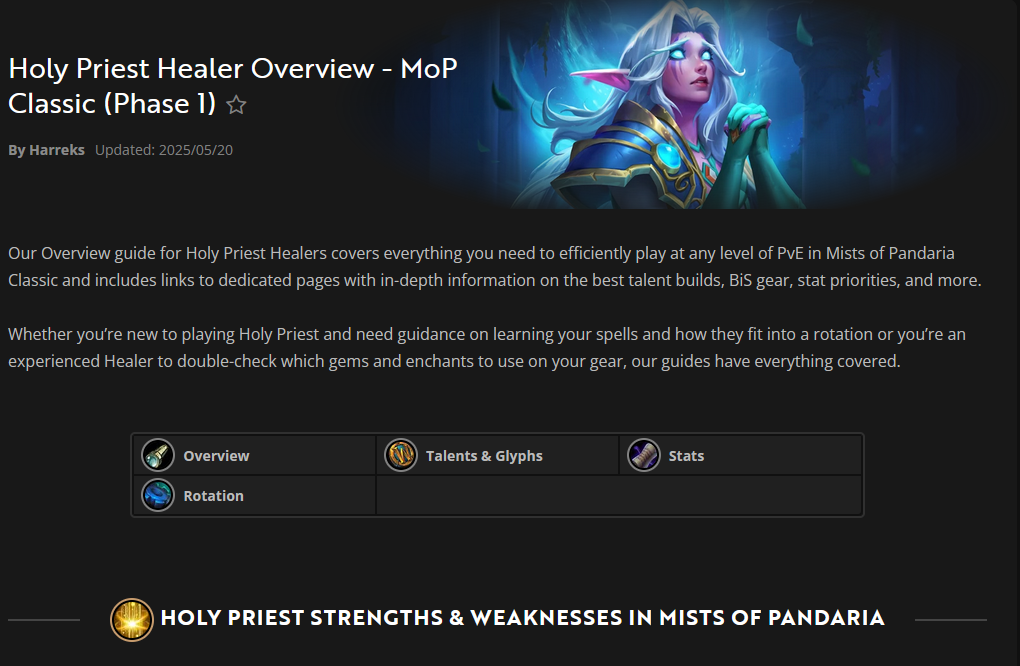 Holy Priest Healer Overview - MoP
Classic (Phase 1)
By Harreks Updated: 2025/05/20
Our Overview guide for Holy Priest Healers covers everything you need to efficiently play at any level of PvE in Mists of Pandaria
Classic and includes links to dedicated pages with in-depth information on the best talent builds, BiS gear, stat priorities, and more.
Whether you’re new to playing Holy Priest and need guidance on learning your spells and how they fit into a rotation or you’re an
experienced Healer to double-check which gems and enchants to use on your gear, our guides have everything covered.
Overview
Talents & Glyphs
Stats
Rotation
HOLY PRIEST STRENGTHS & WEAKNESSES IN MISTS OF PANDARIA